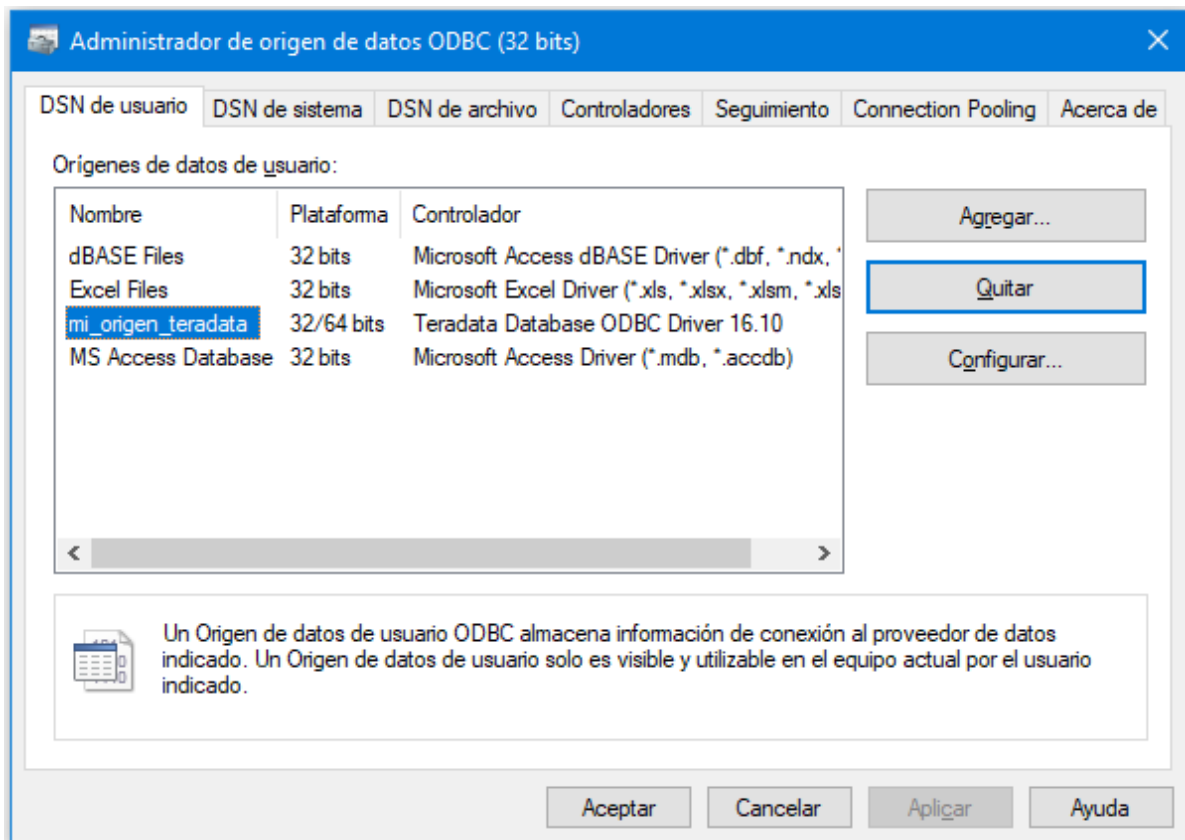 Administrador de origen de datos ODBC (32 bits)
DSN de usuario DSN de sistema DSN de archivo Controladores Seguimiento Connection Pooling Acerca de
Orígenes de datos de usuario:
Nombre Plataforma Controlador
dBASE Files 32 bits Microsoft Access dBASE Driver (*.dbf, *.ndx, *
Excel Files 32 bits Microsoft Excel Driver (*.xls, *.xlsx, *.xlsm, *.xls
mi_origen_teradata 32/64 bits Teradata Database ODBC Driver 16.10
MS Access Database 32 bits Microsoft Access Driver (*.mdb, *.accdb)
Agregar...
Quitar
Configurar...
Un Origen de datos de usuario ODBC almacena información de conexión al proveedor de datos
indicado. Un Origen de datos de usuario solo es visible y utilizable en el equipo actual por el usuario
indicado.
Aceptar Cancelar Aplicar Ayuda